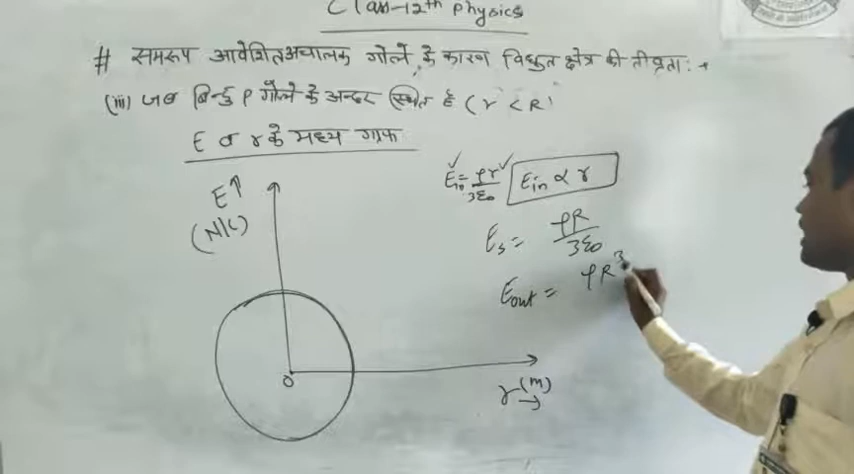 Class-12th Physics
# समरूप आवेशित अचालक गोले के कारण विद्युत क्षेत्र की तीव्रता: →
(iii) जब बिन्दु P गोले के अन्दर स्थित है (r < R)
E व r के मध्य ग्राफ
E↑
(N/C)
Ein = ρr/3ε0
Ein ∝ r
Es = ρR/3ε0
Eout = ρR³
O
r(m) →